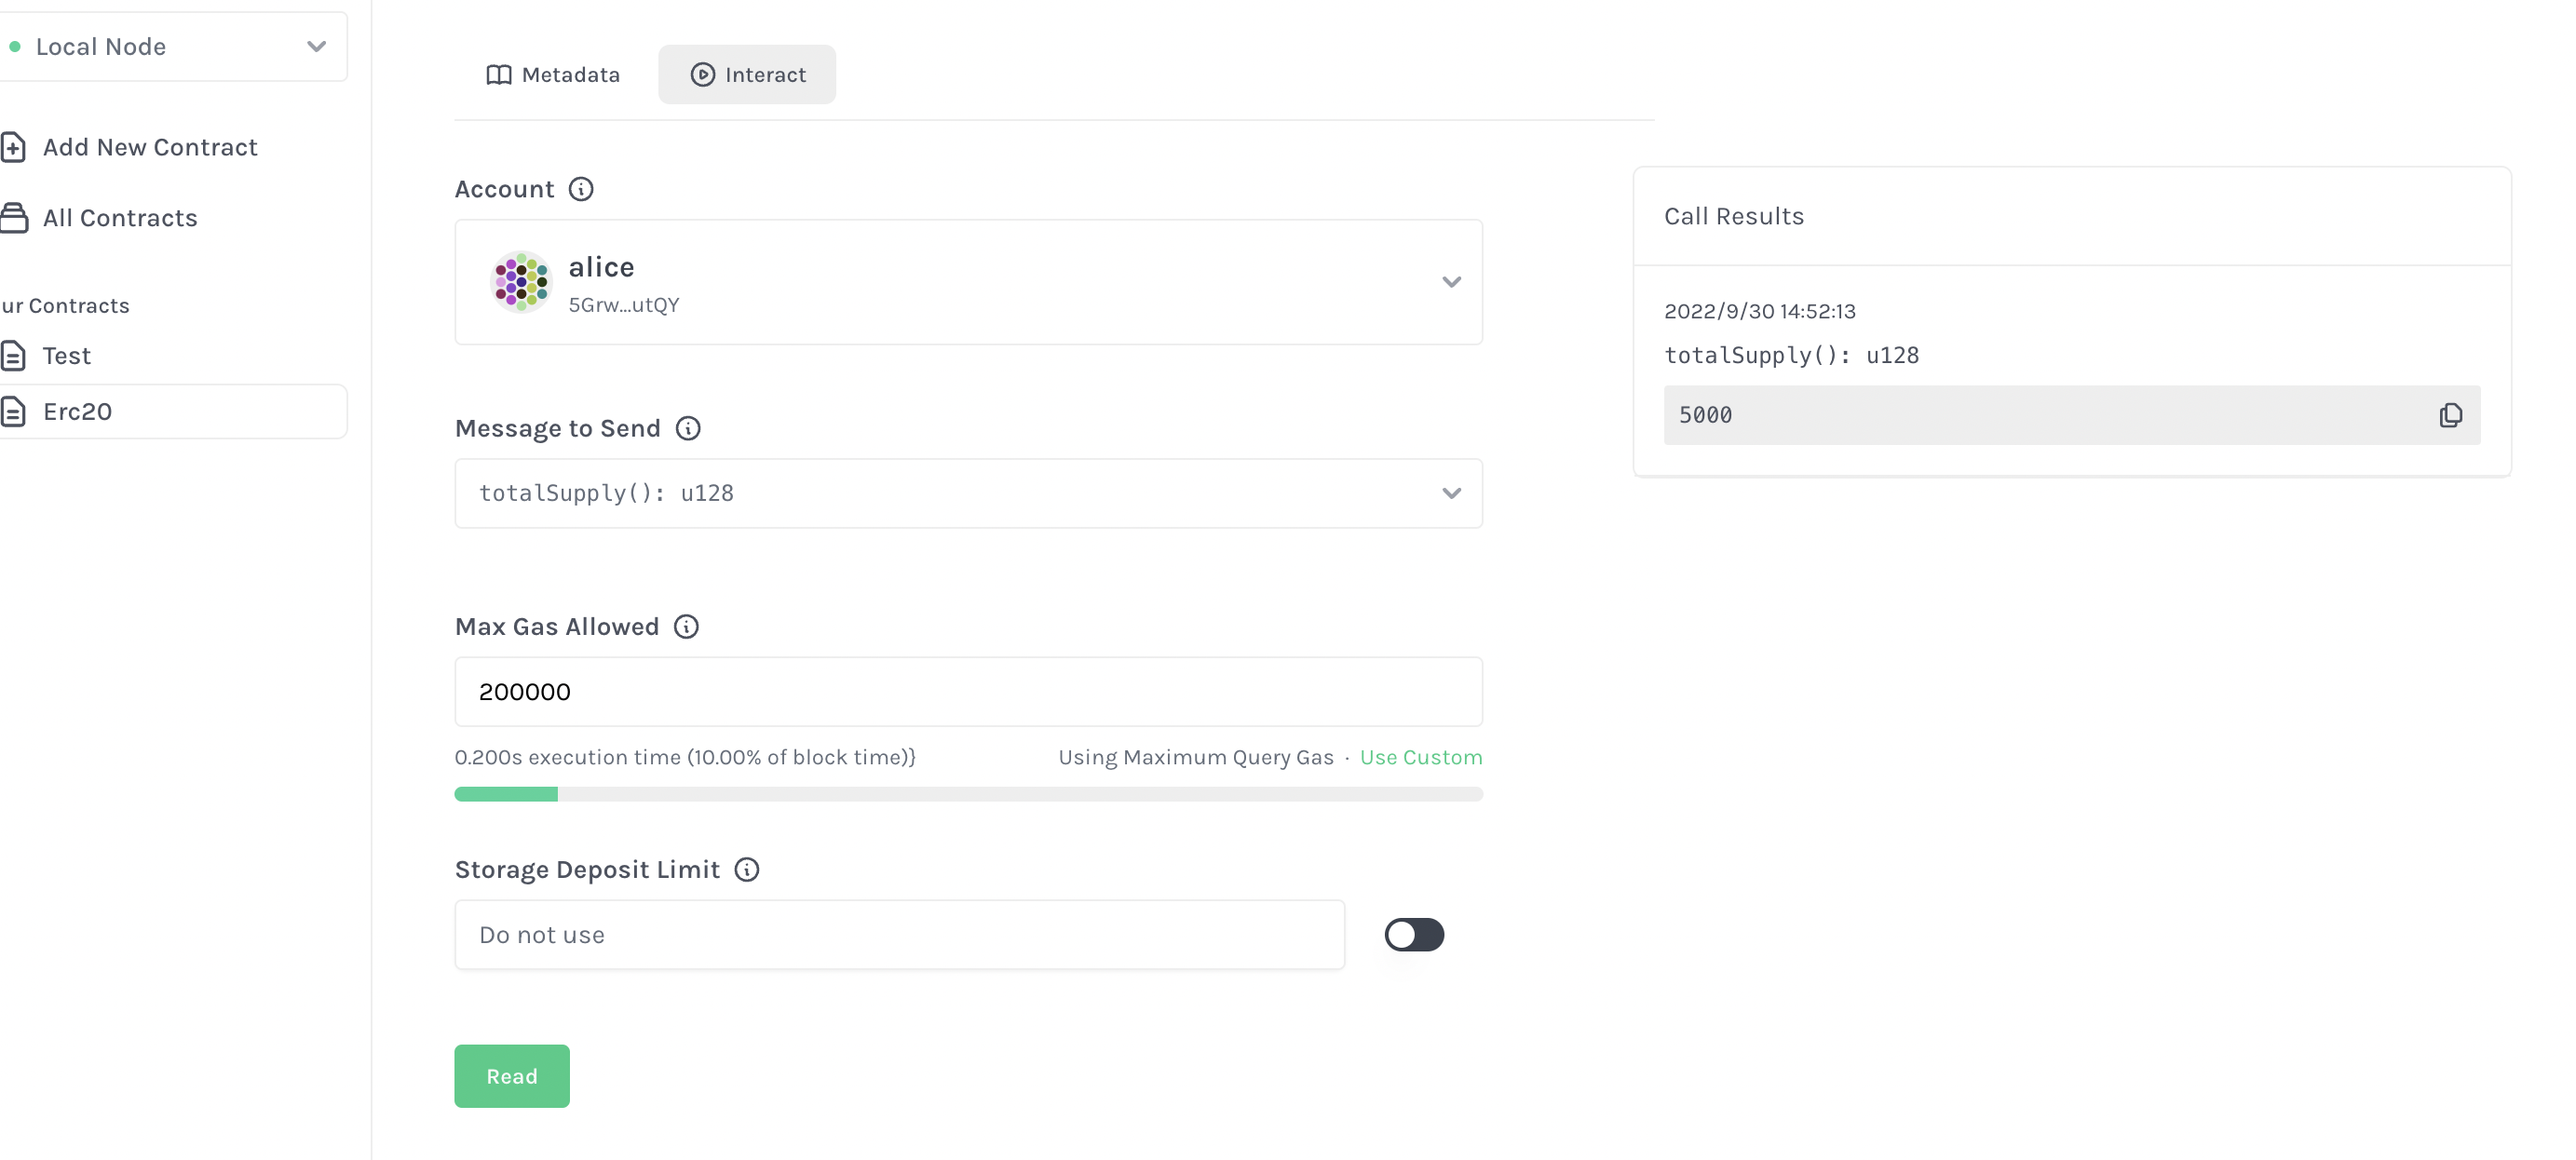 Local Node
Add New Contract
All Contracts
ur Contracts
Test
Erc20
Metadata
Interact
Account
alice
5Grw...utQY
Message to Send
totalSupply(): u128
Max Gas Allowed
200000
0.200s execution time (10.00% of block time)}
Using Maximum Query Gas · Use Custom
Storage Deposit Limit
Do not use
Read
Call Results
2022/9/30 14:52:13
totalSupply(): u128
5000